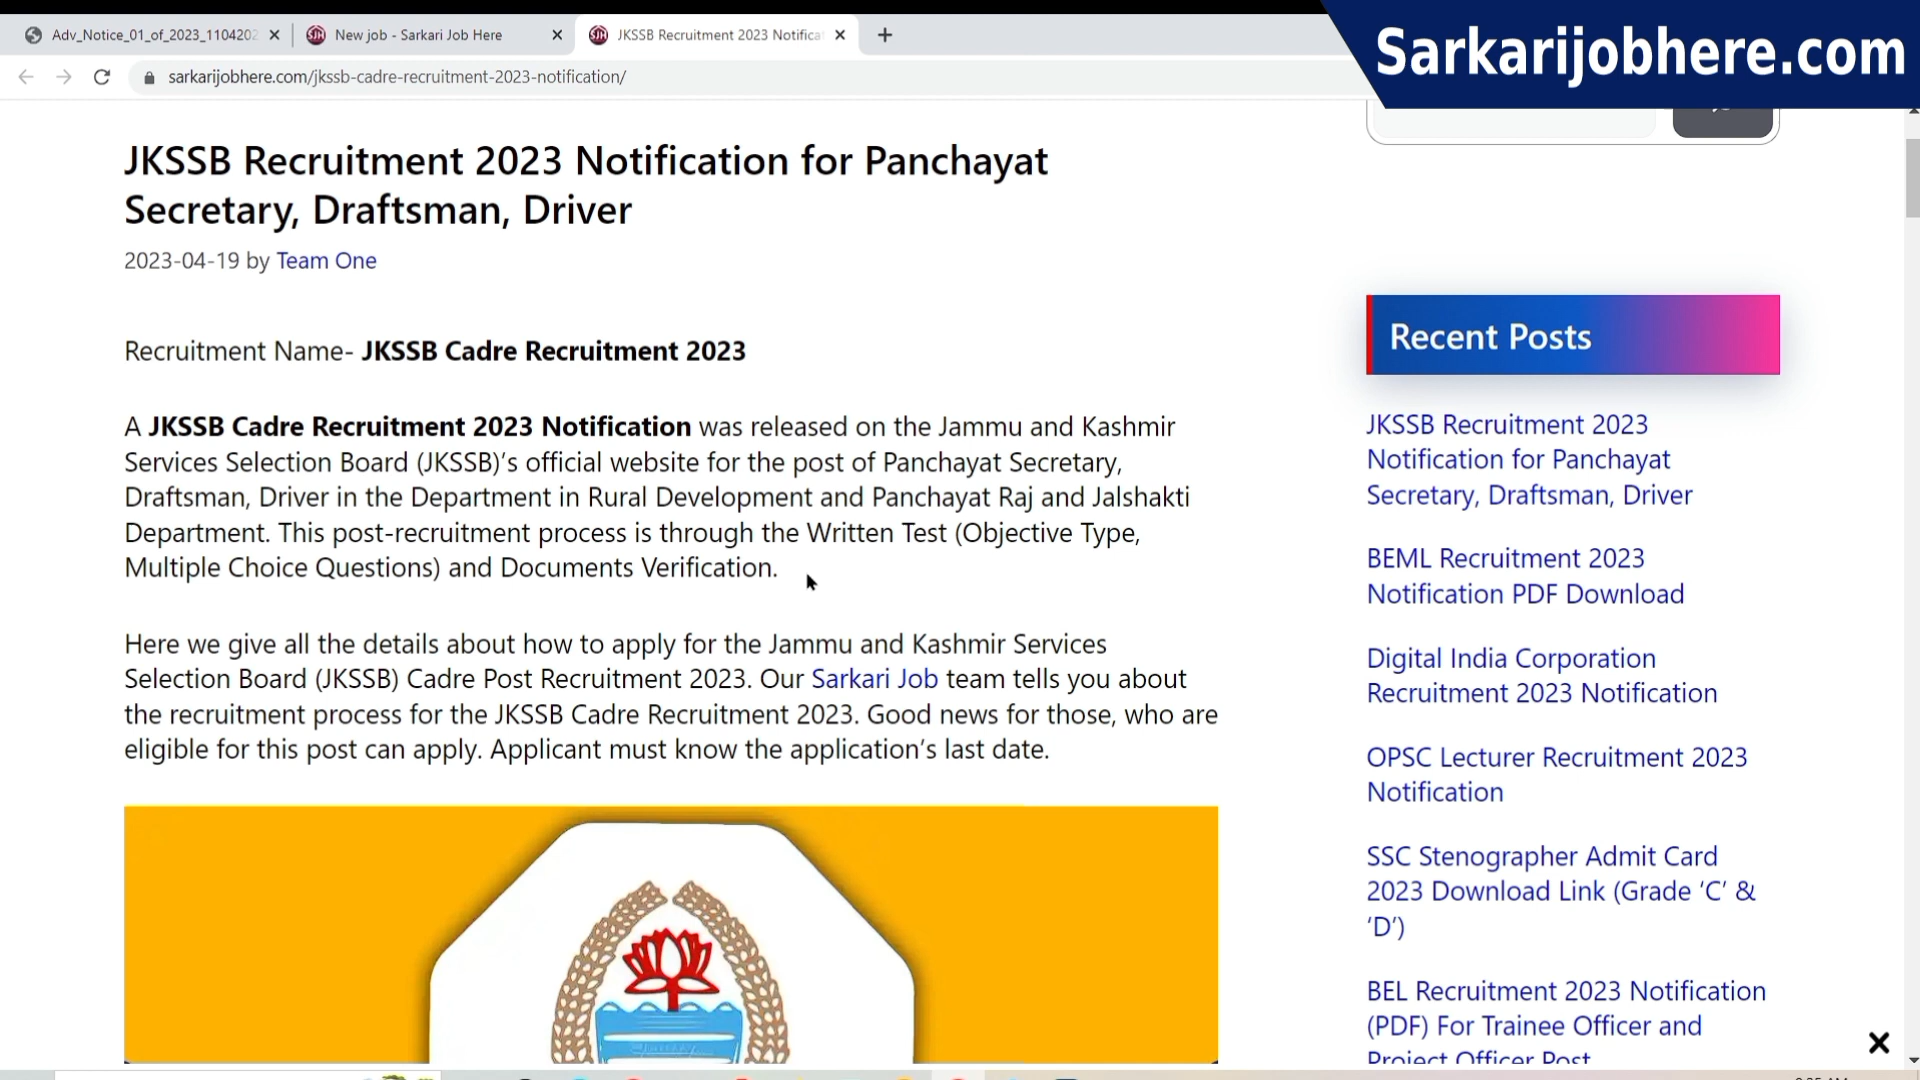 Adv_Notice_01_of_2023_1104202
New job - Sarkari Job Here
JKSSB Recruitment 2023 Notifica
Sarkarijobhere.com
sarkarijobhere.com/jkssb-cadre-recruitment-2023-notification/
JKSSB Recruitment 2023 Notification for Panchayat
Secretary, Draftsman, Driver
2023-04-19 by Team One
Recruitment Name- JKSSB Cadre Recruitment 2023
A JKSSB Cadre Recruitment 2023 Notification was released on the Jammu and Kashmir
Services Selection Board (JKSSB)’s official website for the post of Panchayat Secretary,
Draftsman, Driver in the Department in Rural Development and Panchayat Raj and Jalshakti
Department. This post-recruitment process is through the Written Test (Objective Type,
Multiple Choice Questions) and Documents Verification.
Here we give all the details about how to apply for the Jammu and Kashmir Services
Selection Board (JKSSB) Cadre Post Recruitment 2023. Our Sarkari Job team tells you about
the recruitment process for the JKSSB Cadre Recruitment 2023. Good news for those, who are
eligible for this post can apply. Applicant must know the application’s last date.
Recent Posts
JKSSB Recruitment 2023
Notification for Panchayat
Secretary, Draftsman, Driver
BEML Recruitment 2023
Notification PDF Download
Digital India Corporation
Recruitment 2023 Notification
OPSC Lecturer Recruitment 2023
Notification
SSC Stenographer Admit Card
2023 Download Link (Grade ‘C’ &
‘D’)
BEL Recruitment 2023 Notification
(PDF) For Trainee Officer and
Project Officer Post